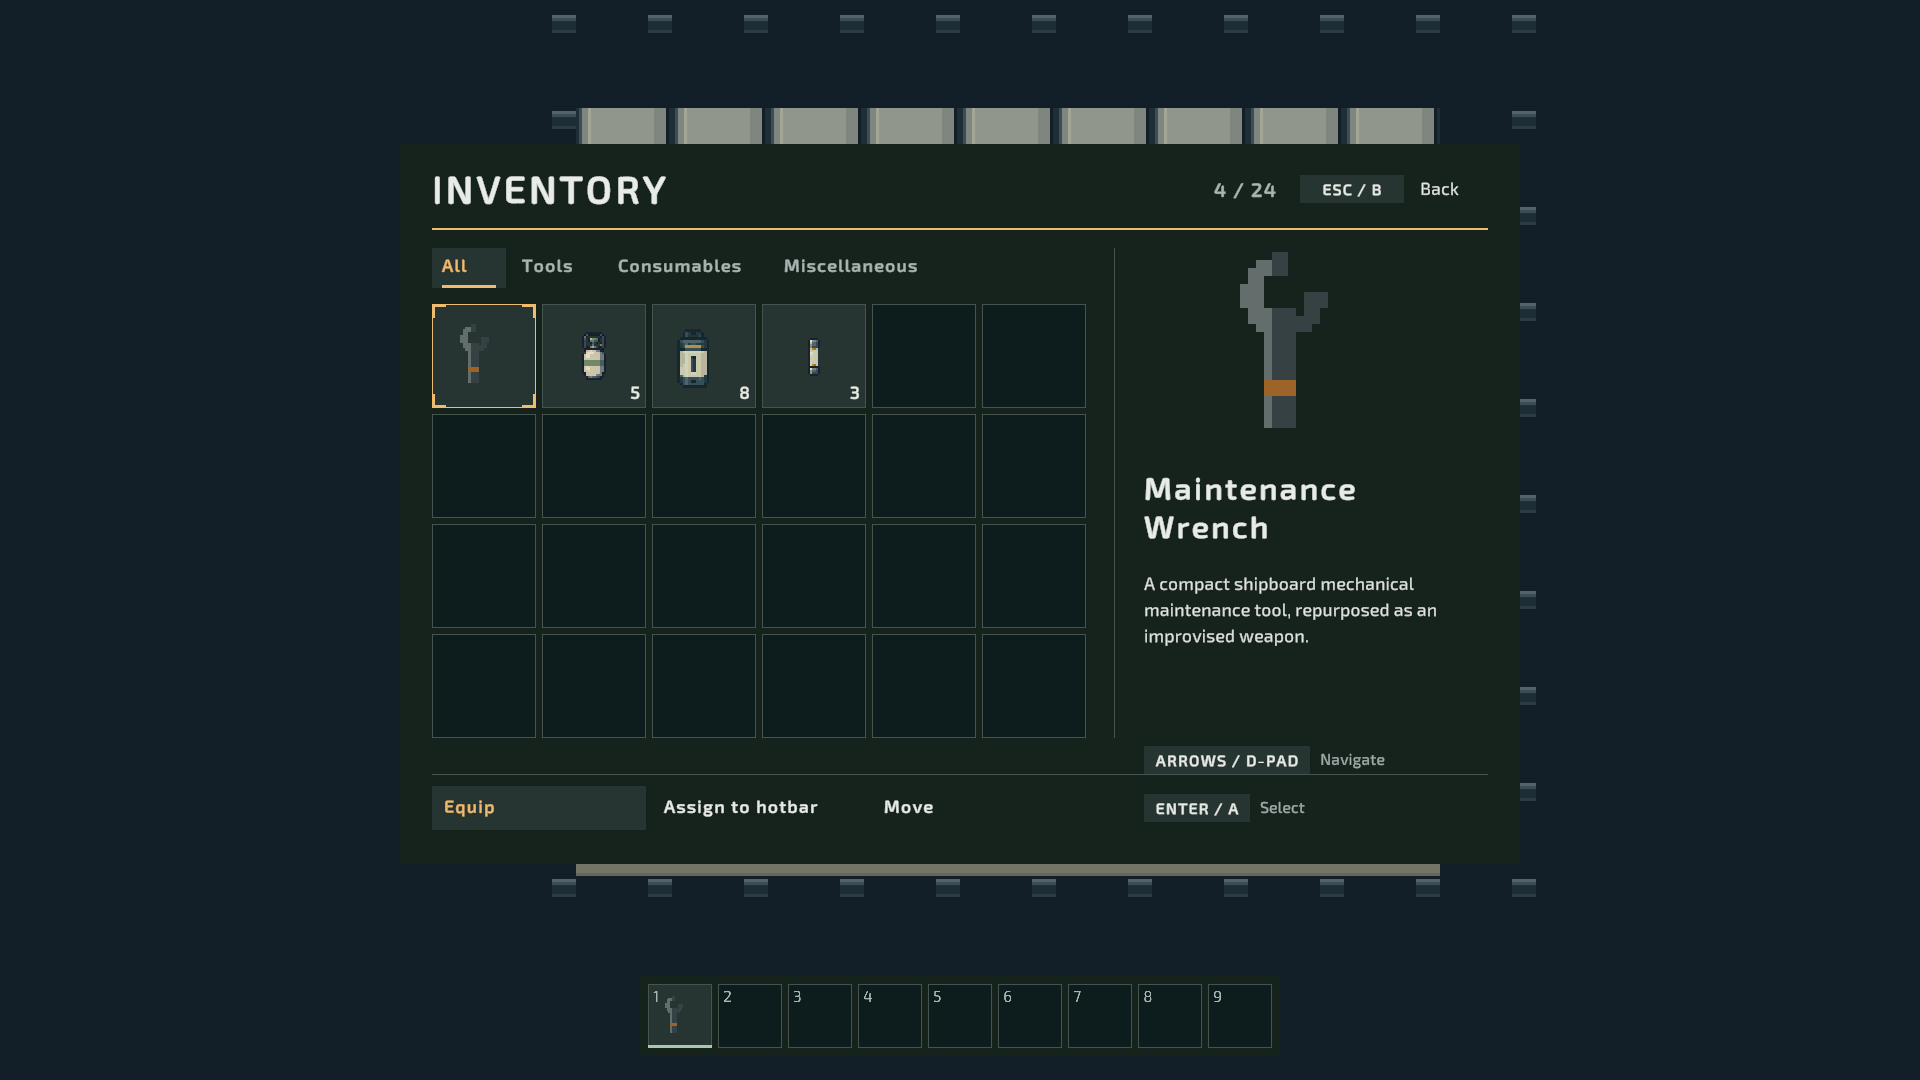 INVENTORY
4 / 24
ESC / B
Back
All
Tools
Consumables
Miscellaneous
5
8
3
Maintenance
Wrench
A compact shipboard mechanical
maintenance tool, repurposed as an
improvised weapon.
ARROWS / D-PAD
Navigate
Equip
Assign to hotbar
Move
ENTER / A
Select
1
2
3
4
5
6
7
8
9